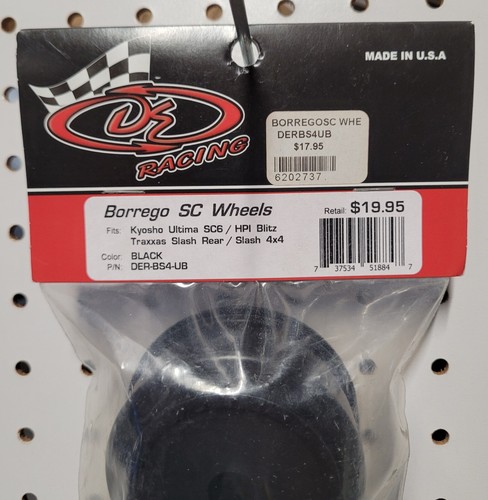 MADE IN U.S.A
DE
RACING
BORREGOSC WHE
DERBS4UB
$17.95
6202737
Borrego SC Wheels
Retail: $19.95
Fits: Kyosho Ultima SC6 / HPI Blitz
Traxxas Slash Rear / Slash 4x4
Color: BLACK
P/N: DER-BS4-UB
7 37534 51884 7